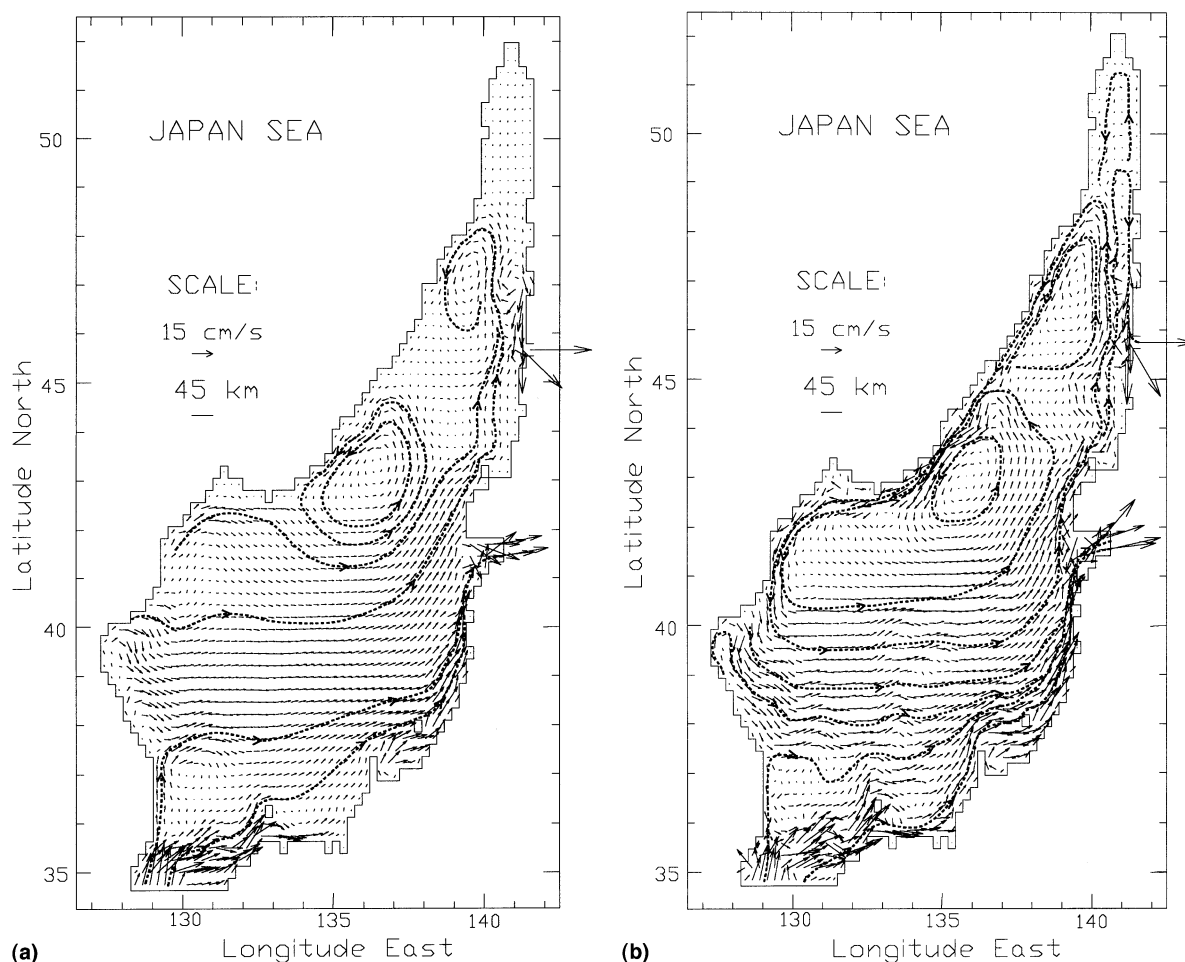 JAPAN SEA
SCALE:
15 cm/s
45 km
50
45
40
35
Latitude North
130
135
140
Longitude East
(a)
JAPAN SEA
SCALE:
15 cm/s
45 km
50
45
40
35
Latitude North
130
135
140
Longitude East
(b)